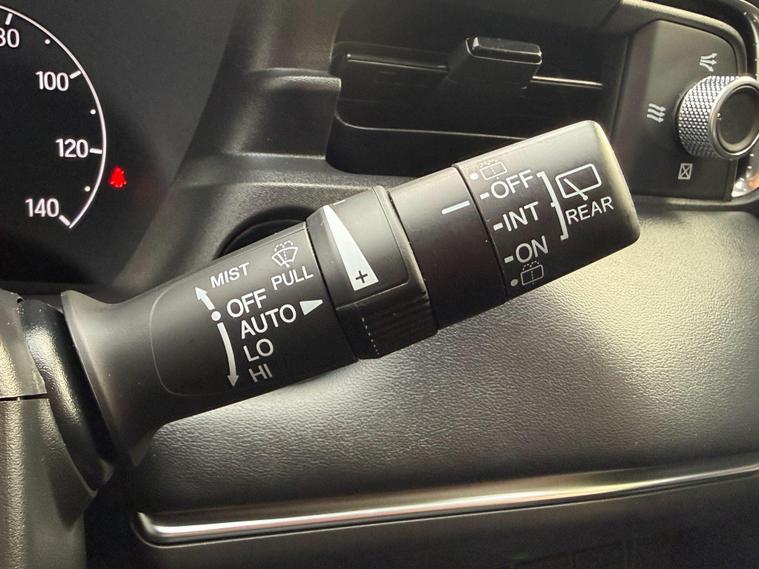 80
100
120
140
MIST
PULL
OFF
AUTO
LO
HI
+
OFF
INT
ON
REAR